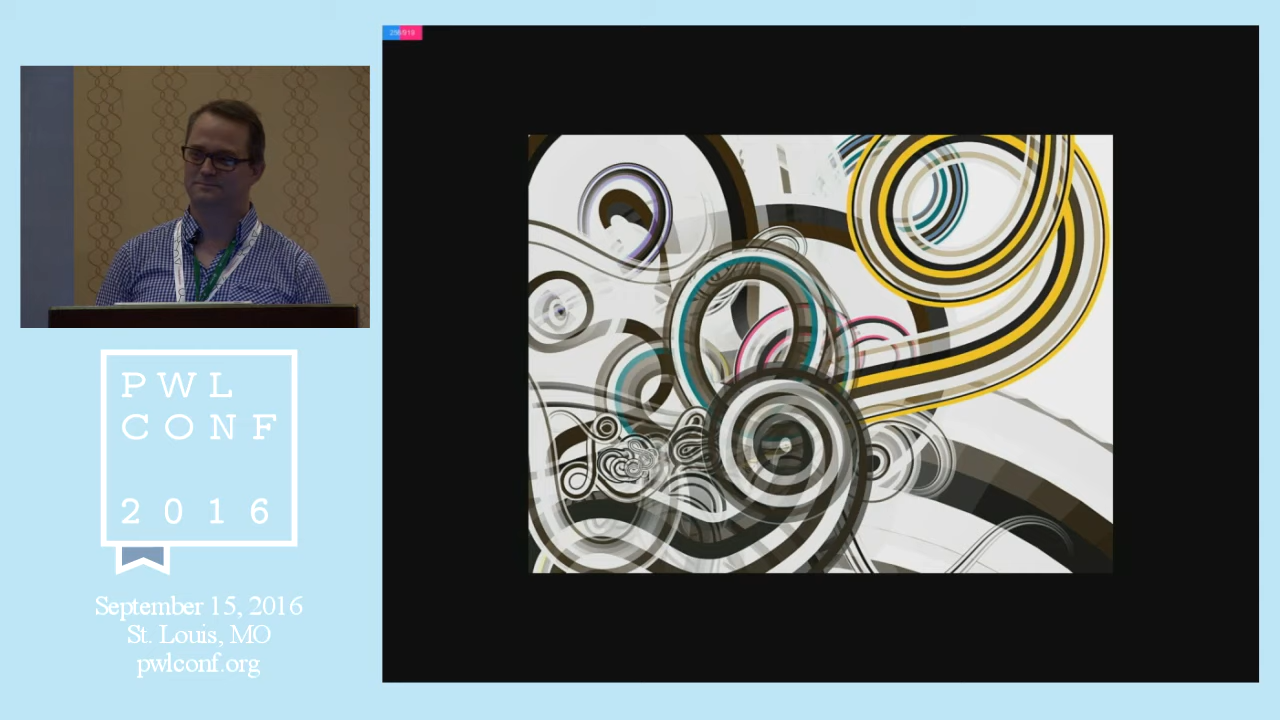 PWL
CONF
2016
September 15, 2016
St. Louis, MO
pwlconf.org